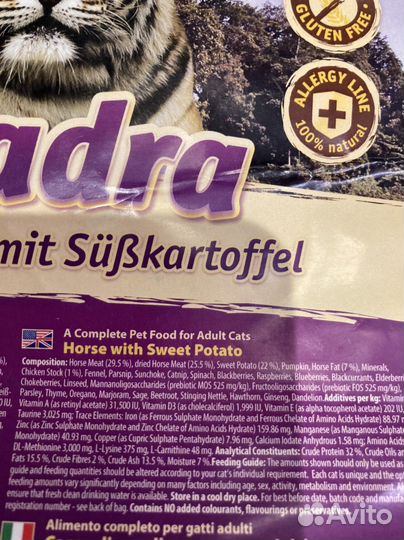 GLUTEN FREE
ALLERGY LINE
100% natural
adra
mit Süßkartoffel
A Complete Pet Food for Adult Cats
Horse with Sweet Potato
Composition: Horse Meat (29.5 %), dried Horse Meat (25.5 %), Sweet Potato (22 %), Pumpkin, Horse Fat (7 %), Minerals,
Chicken Stock (1 %), Fennel, Parsnip, Sunchoke, Catnip, Spinach, Blackberries, Raspberries, Blueberries, Blackcurrants, Elderberri
Chokeberries, Linseed, Mannanoligosaccharides (prebiotic MOS 525 mg/kg), Fructooligosaccharides (prebiotic FOS 525 mg/kg),
Parsley, Thyme, Oregano, Marjoram, Sage, Beetroot, Stinging Nettle, Hawthorn, Ginseng, Dandelion. Additives per kg: Vitamin
Vitamin A (as retinyl acetate) 31,500 IU, Vitamin D3 (as cholecalciferol) 1,999 IU, Vitamin E (as alpha tocopherol acetate) 202 IU,
Taurine 3,025 mg; Trace Elements: Iron (as Ferrous Sulphate Monohydrate and Ferrous Chelate of Amino Acids Hydrate) 88.97 m
Zinc (as Zinc Sulphate Monohydrate and Zinc Chelate of Amino Acids Hydrate) 159.86 mg, Manganese (as Manganous Sulphate
Monohydrate) 40.93 mg, Copper (as Cupric Sulphate Pentahydrate) 7.96 mg, Calcium Iodate Anhydrous 1.58 mg; Amino Acids
DL-Methionine 3,000 mg, L-Lysine 375 mg, L-Carnitine 48 mg. Analytical Constituents: Crude Protein 32 %, Crude Oils and
Fats 15.5 %, Crude Fibres 2 %, Crude Ash 13.5 %, Moisture 7 %. Feeding Guide: The amounts shown only should be used as
guide and feeding quantities should be altered according to your cat's individual requirement. Each cat is unique and the opt
feeding amounts vary significantly depending on many factors including age, sex, activity, metabolism and environment. Al
ensure that fresh clean drinking water is available. Store in a cool dry place. For best before date, batch code and manufa
registration number - see back of bag. Contains NO added colourants, flavourings or preservatives.
Alimento completo per gatti adulti
Avito